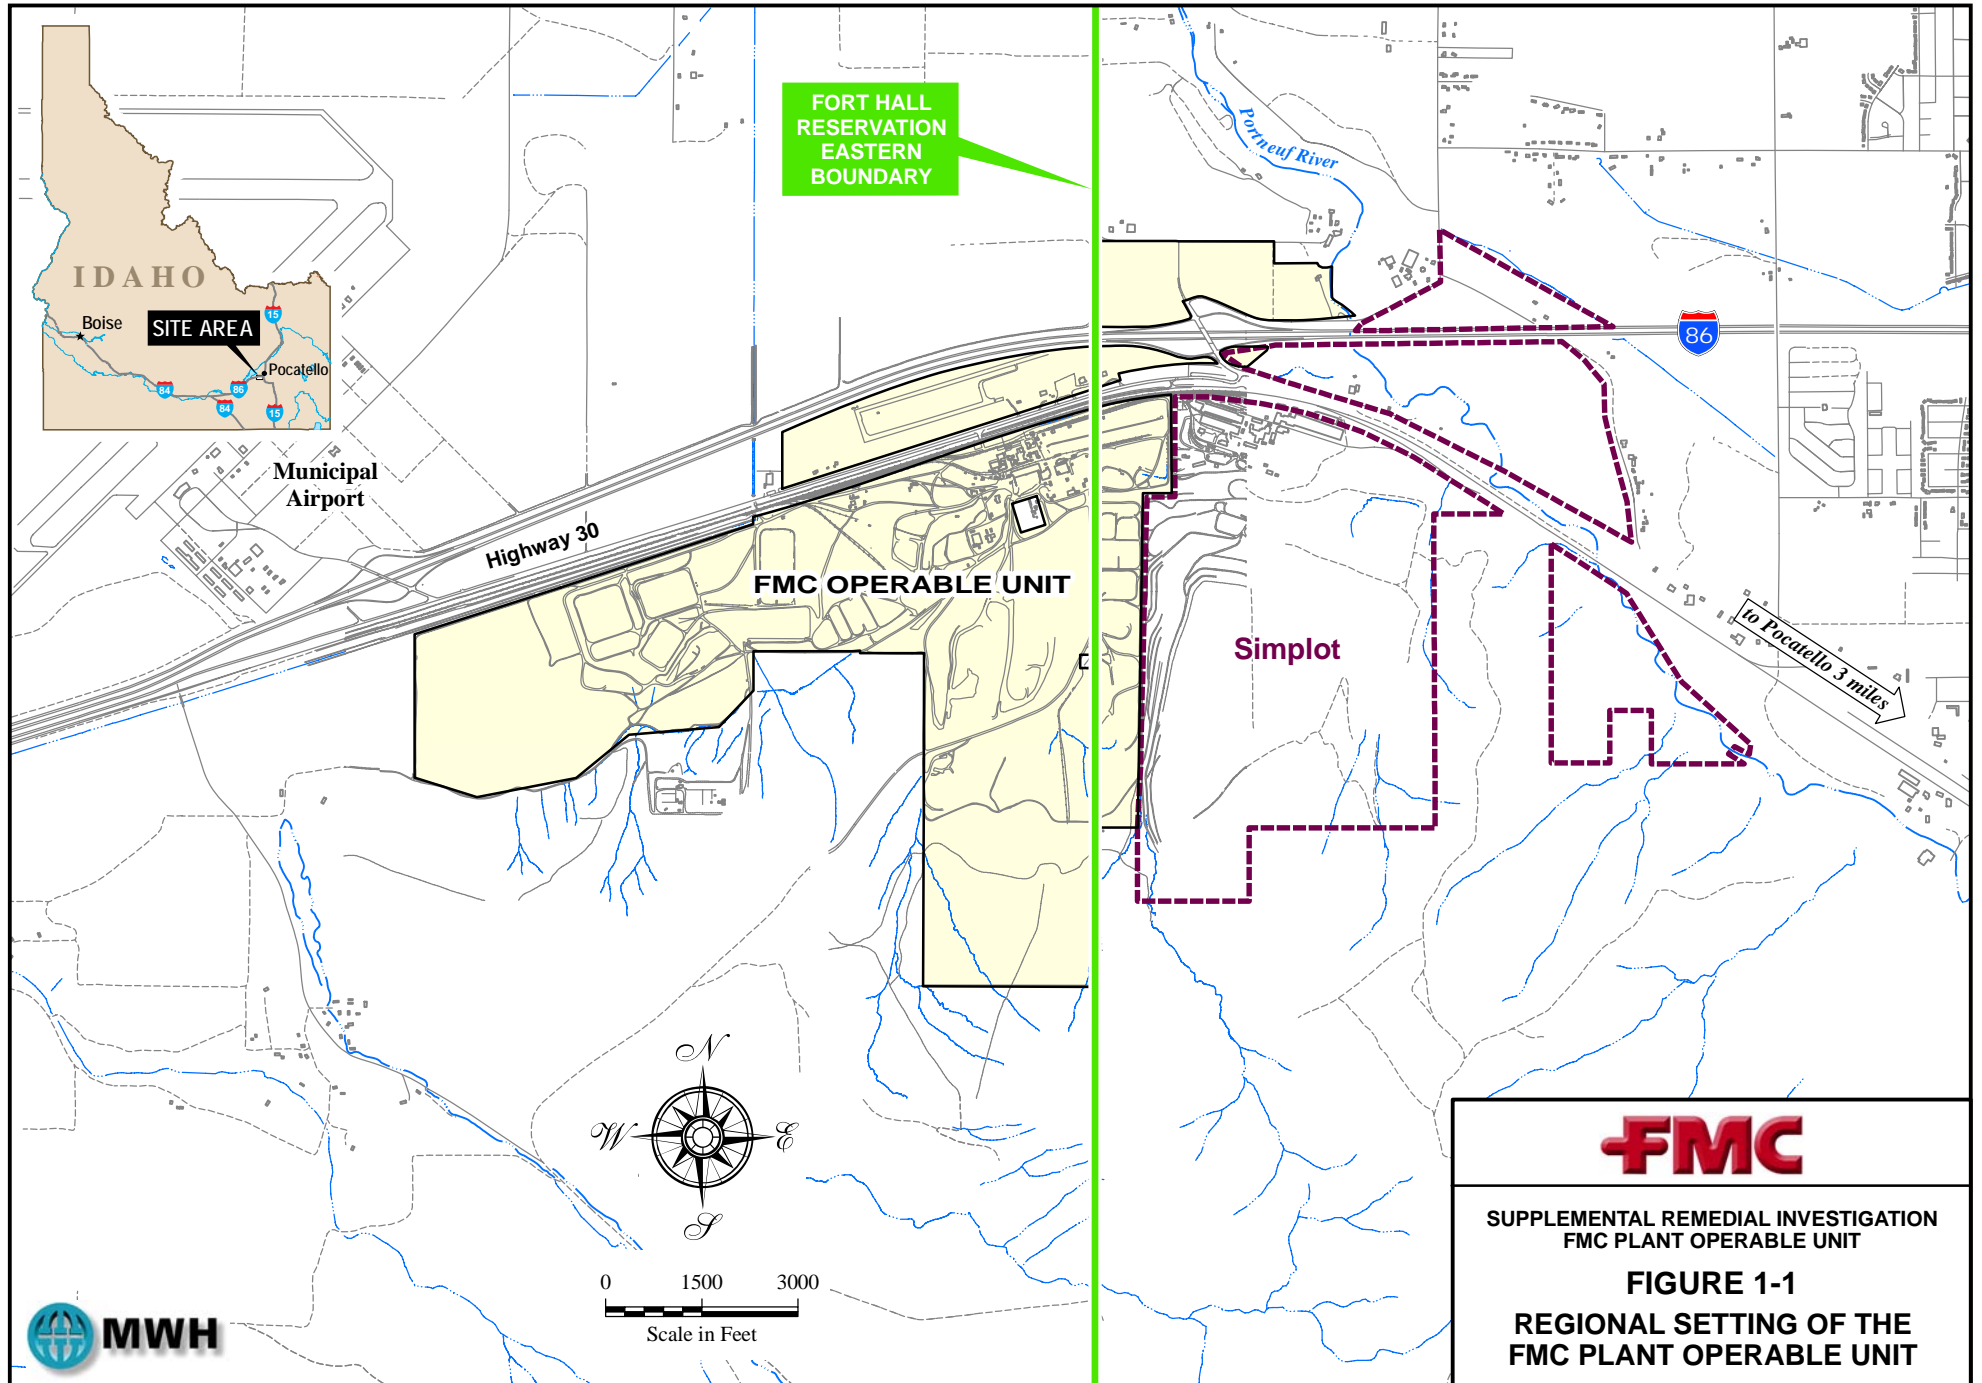 FORT HALL
RESERVATION
EASTERN
BOUNDARY
Portneuf River
IDAHO
Boise
SITE AREA
Pocatello
15
84
86
84
15
86
Municipal
Airport
Highway 30
FMC OPERABLE UNIT
Simplot
to Pocatello 3 miles
N
W
E
S
0 1500 3000
Scale in Feet
MWH
FMC
SUPPLEMENTAL REMEDIAL INVESTIGATION
FMC PLANT OPERABLE UNIT
FIGURE 1-1
REGIONAL SETTING OF THE
FMC PLANT OPERABLE UNIT